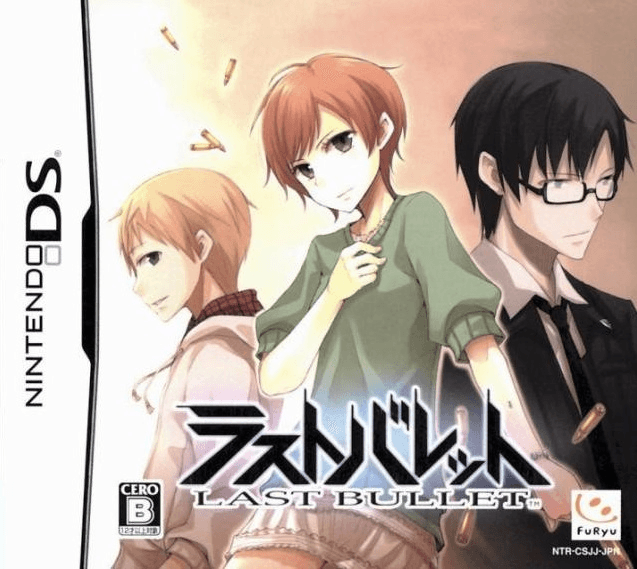 NINTENDO DS®
ラストバレット
LAST BULLET™
CERO
B
12才以上対象
FuRyu
NTR-CSJJ-JPN